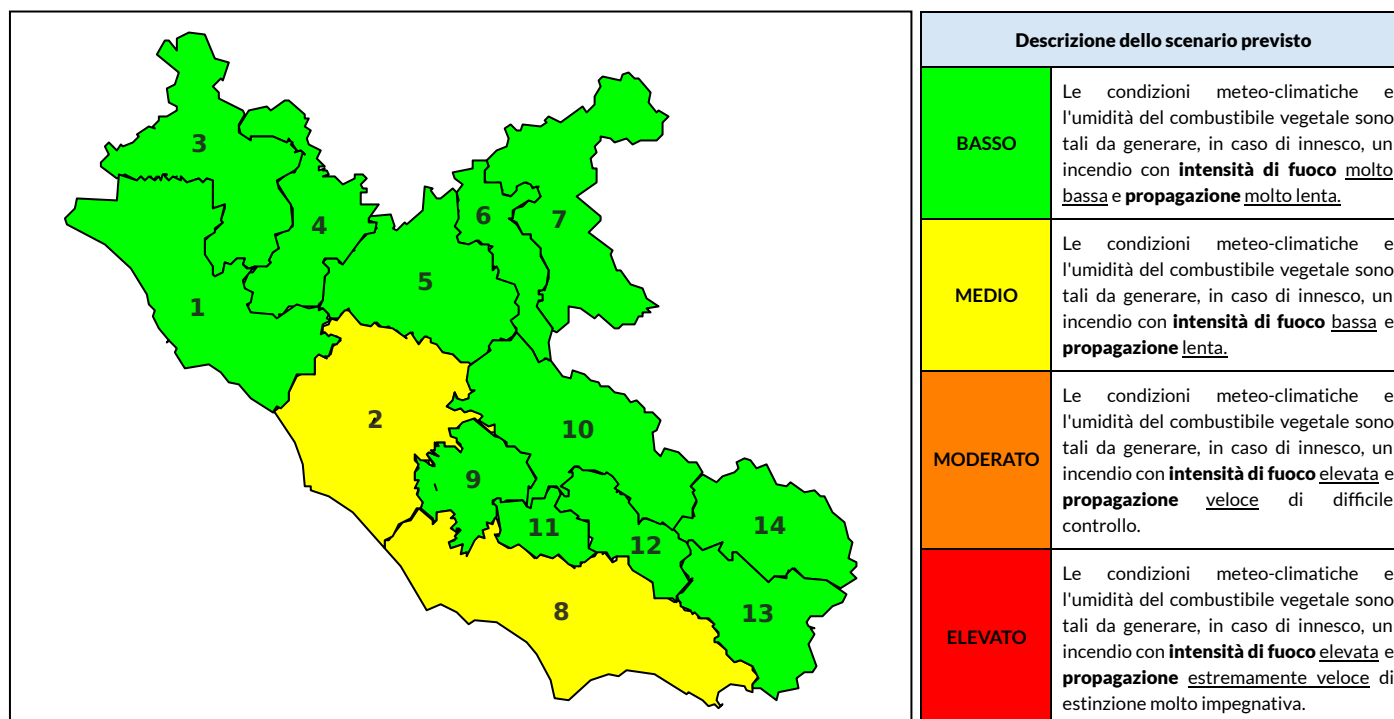 3
4
6
7
5
1
2
10
9
14
11
12
8
13
Descrizione dello scenario previsto
BASSO
Le condizioni meteo-climatiche e
l'umidità del combustibile vegetale sono
tali da generare, in caso di innesco, un
incendio con intensità di fuoco molto
bassa e propagazione molto lenta.
MEDIO
Le condizioni meteo-climatiche e
l'umidità del combustibile vegetale sono
tali da generare, in caso di innesco, un
incendio con intensità di fuoco bassa e
propagazione lenta.
MODERATO
Le condizioni meteo-climatiche e
l'umidità del combustibile vegetale sono
tali da generare, in caso di innesco, un
incendio con intensità di fuoco elevata e
propagazione veloce di difficile
controllo.
ELEVATO
Le condizioni meteo-climatiche e
l'umidità del combustibile vegetale sono
tali da generare, in caso di innesco, un
incendio con intensità di fuoco elevata e
propagazione estremamente veloce di
estinzione molto impegnativa.